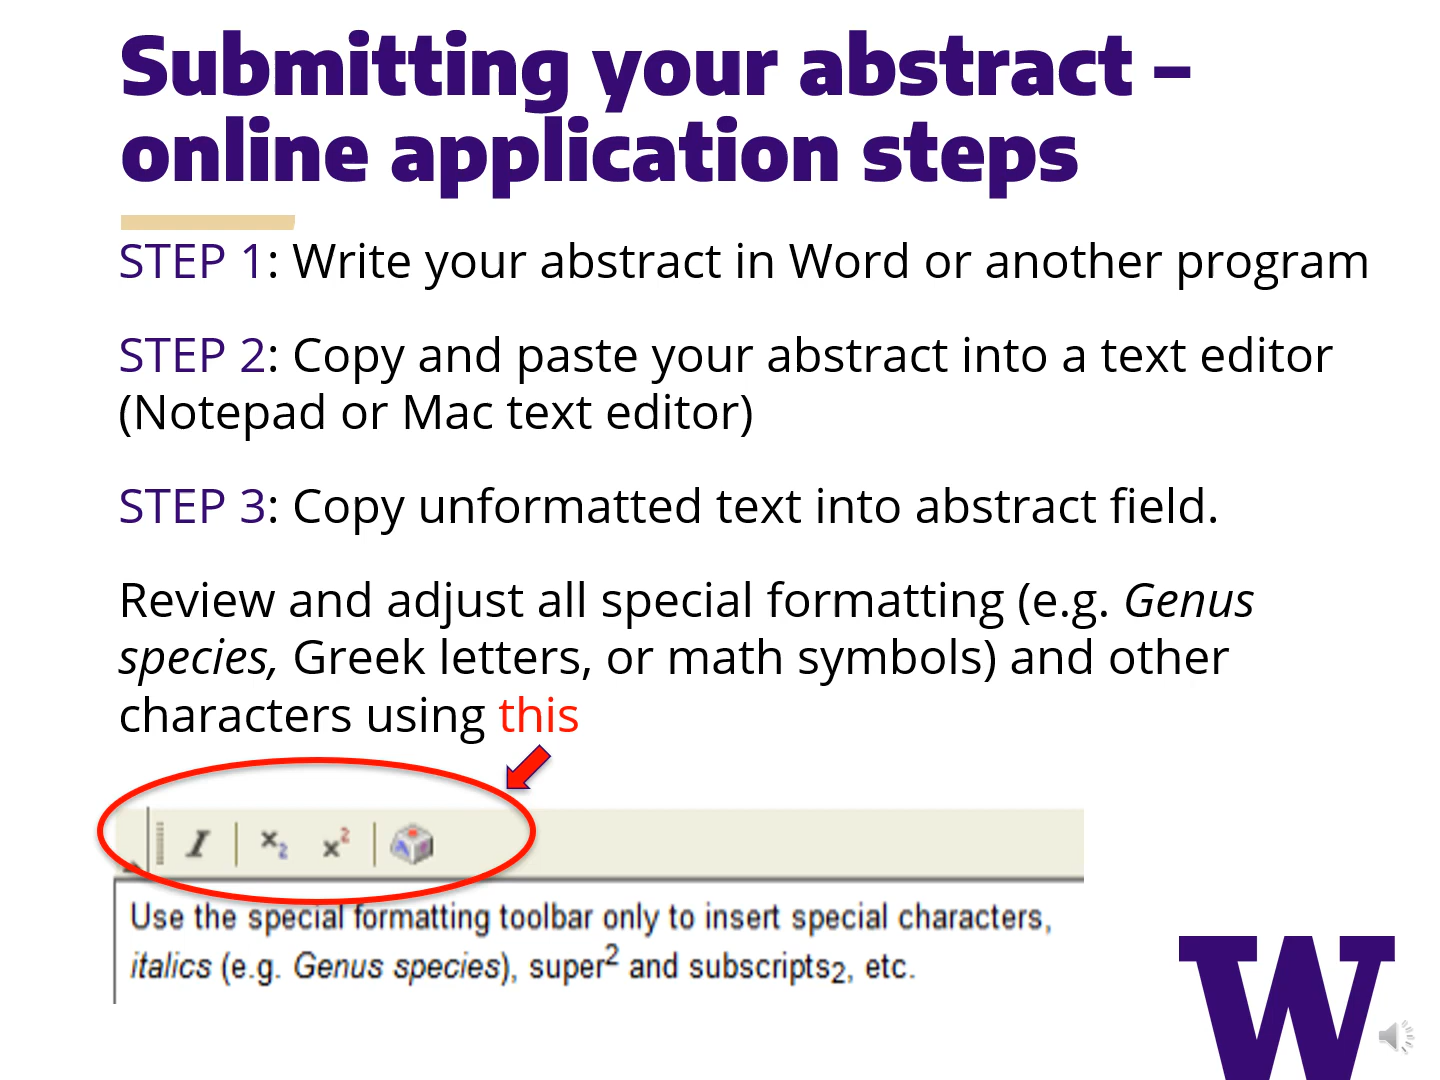 Submitting your abstract –
online application steps
STEP 1: Write your abstract in Word or another program
STEP 2: Copy and paste your abstract into a text editor
(Notepad or Mac text editor)
STEP 3: Copy unformatted text into abstract field.
Review and adjust all special formatting (e.g. Genus
species, Greek letters, or math symbols) and other
characters using this
I x₂ x²
Use the special formatting toolbar only to insert special characters,
italics (e.g. Genus species), super² and subscripts₂, etc.
W